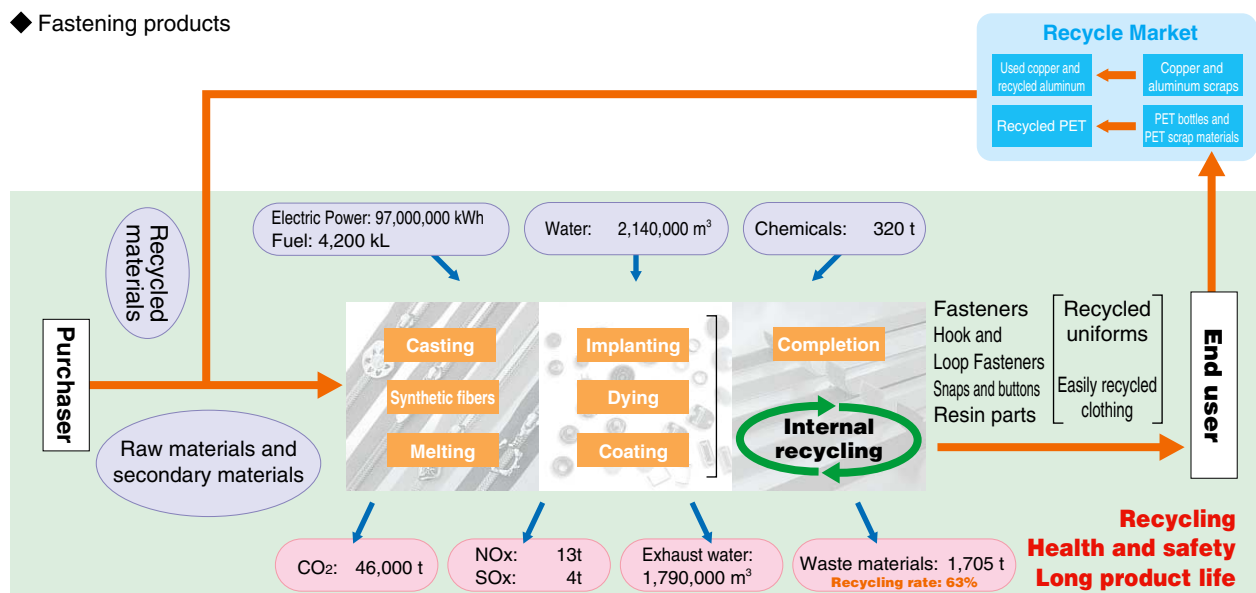 ◆ Fastening products
Recycle Market
Used copper and
recycled aluminum
Copper and
aluminum scraps
Recycled PET
PET bottles and
PET scrap materials
Recycled
materials
Electric Power: 97,000,000 kWh
Fuel: 4,200 kL
Water: 2,140,000 m³
Chemicals: 320 t
Purchaser
Raw materials and
secondary materials
Casting
Synthetic fibers
Melting
Implanting
Dying
Coating
Completion
Internal
recycling
Fasteners
Hook and
Loop Fasteners
Snaps and buttons
Resin parts
Recycled
uniforms
Easily recycled
clothing
End user
CO₂: 46,000 t
NOx: 13t
SOx: 4t
Exhaust water:
1,790,000 m³
Waste materials: 1,705 t
Recycling rate: 63%
Recycling
Health and safety
Long product life